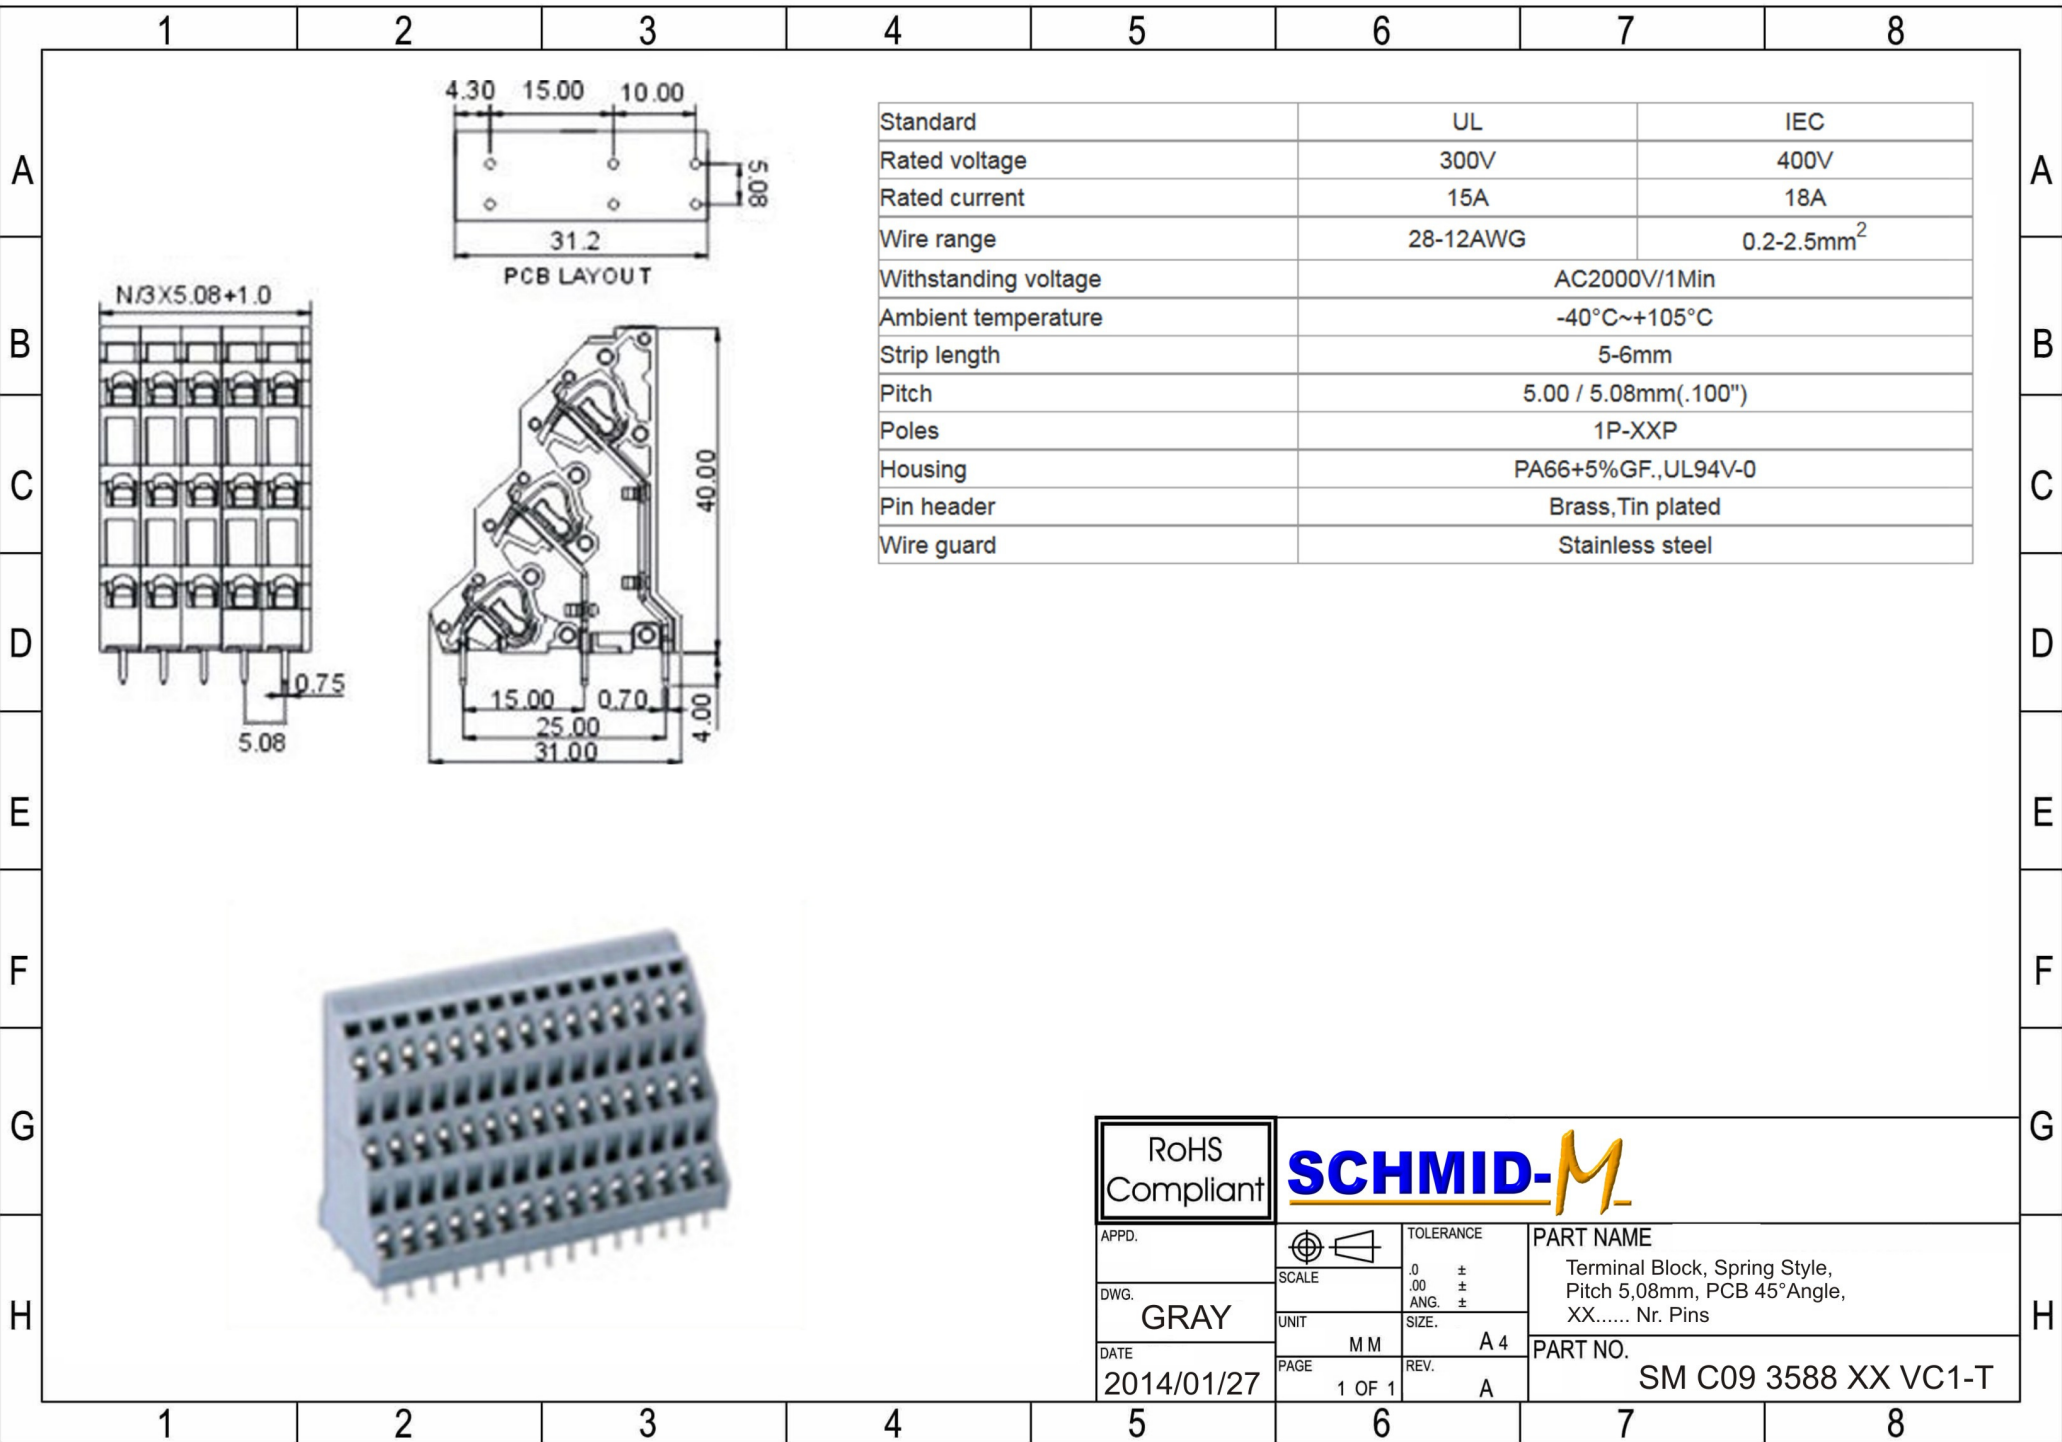 1 2 3 4 5 6 7 8
A
B
C
D
E
F
G
H
4.30 15.00 10.00
5.08
31.2
PCB LAYOUT
N/3X5.08+1.0
0.75
5.08
40.00
15.00 0.70
4.00
25.00
31.00
Standard UL IEC
Rated voltage 300V 400V
Rated current 15A 18A
Wire range 28-12AWG 0.2-2.5mm²
Withstanding voltage AC2000V/1Min
Ambient temperature -40°C~+105°C
Strip length 5-6mm
Pitch 5.00 / 5.08mm(.100")
Poles 1P-XXP
Housing PA66+5%GF.,UL94V-0
Pin header Brass,Tin plated
Wire guard Stainless steel
RoHS
Compliant
SCHMID-M
APPD.
DWG.
GRAY
DATE
2014/01/27
SCALE
UNIT
MM
PAGE
1 OF 1
TOLERANCE
.0 ±
.00 ±
ANG. ±
SIZE.
A4
REV.
A
PART NAME
Terminal Block, Spring Style,
Pitch 5,08mm, PCB 45°Angle,
XX...... Nr. Pins
PART NO.
SM C09 3588 XX VC1-T
A
B
C
D
E
F
G
H
1 2 3 4 5 6 7 8